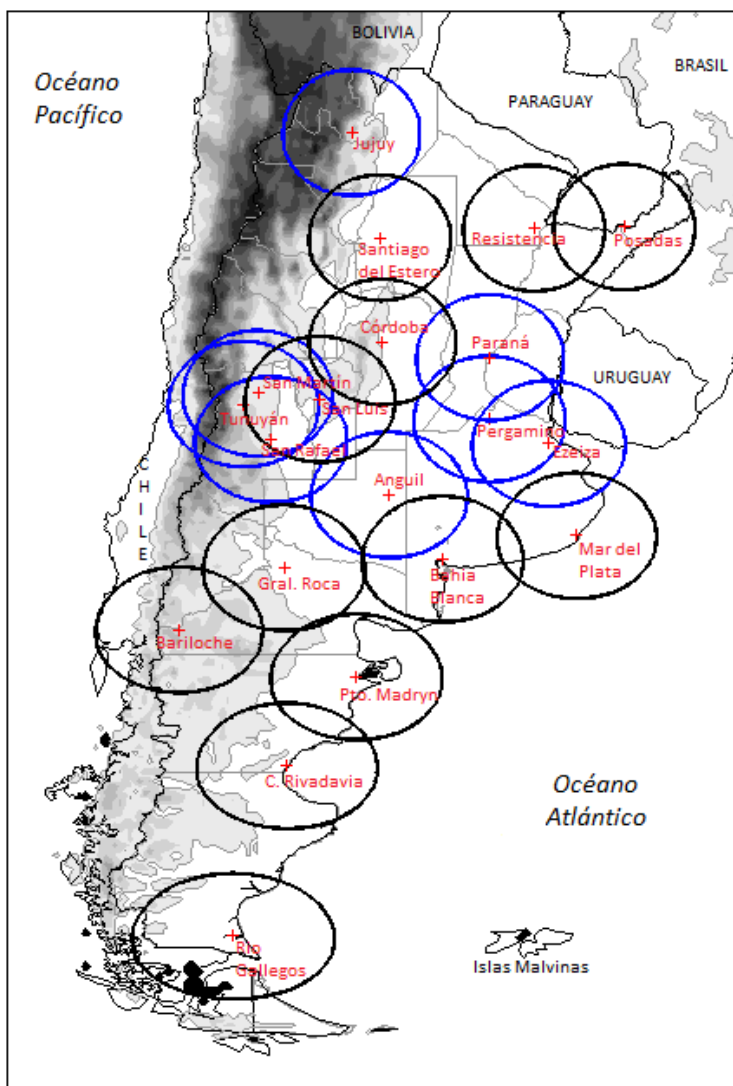 BOLIVIA
Océano
Pacífico
BRASIL
PARAGUAY
Jujuy
Santiago
del Estero
Resistencia
Posadas
Córdoba
Paraná
URUGUAY
San Martín
San Luis
Tunuyán
Pergamino
San Rafael
Ezeiza
CHILE
Anguil
Mar del
Plata
Gral. Roca
Bahía
Blanca
Bariloche
Pto. Madryn
C. Rivadavia
Océano
Atlántico
Río
Gallegos
Islas Malvinas